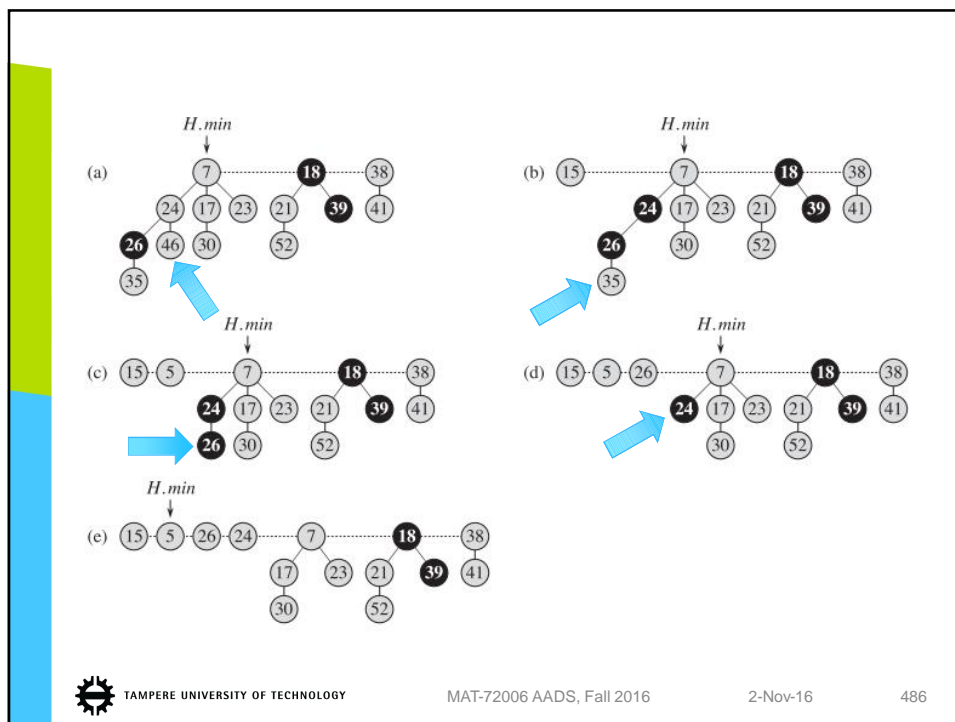 H.min H.min
(a) 7 18 38 (b) 15 7 18 38
24 17 23 21 39 41 24 17 23 21 39 41
26 46 30 52 26 30 52
35 35
H.min H.min
(c) 15 5 7 18 38 (d) 15 5 26 7 18 38
24 17 23 21 39 41 24 17 23 21 39 41
26 30 52 30 52
H.min
(e) 15 5 26 24 7 18 38
17 23 21 39 41
30 52
TAMPERE UNIVERSITY OF TECHNOLOGY MAT-72006 AADS, Fall 2016 2-Nov-16 486